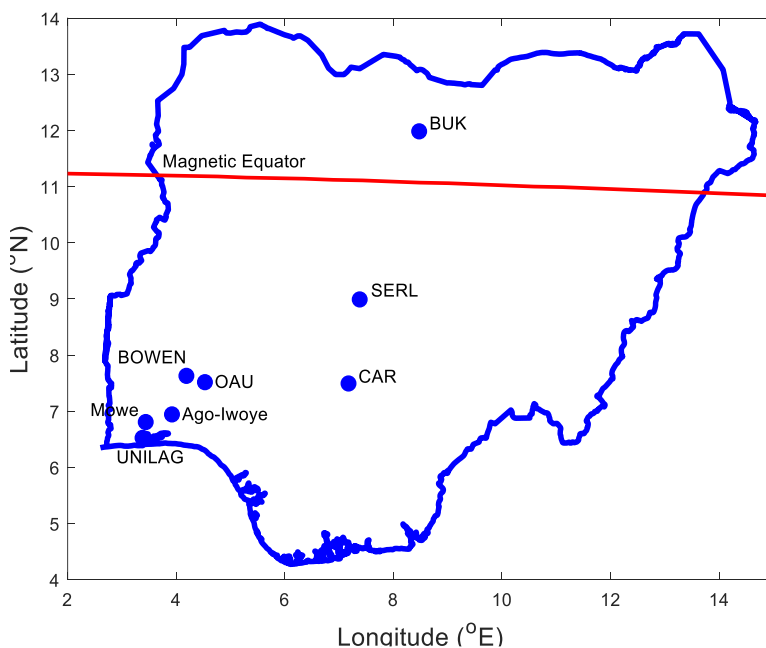 14
13
12
11
10
9
8
7
6
5
4
BUK
Magnetic Equator
SERL
BOWEN
OAU
CAR
Mowe
Ago-Iwoye
UNILAG
Latitude (°N)
2
4
6
8
10
12
14
Longitude (°E)